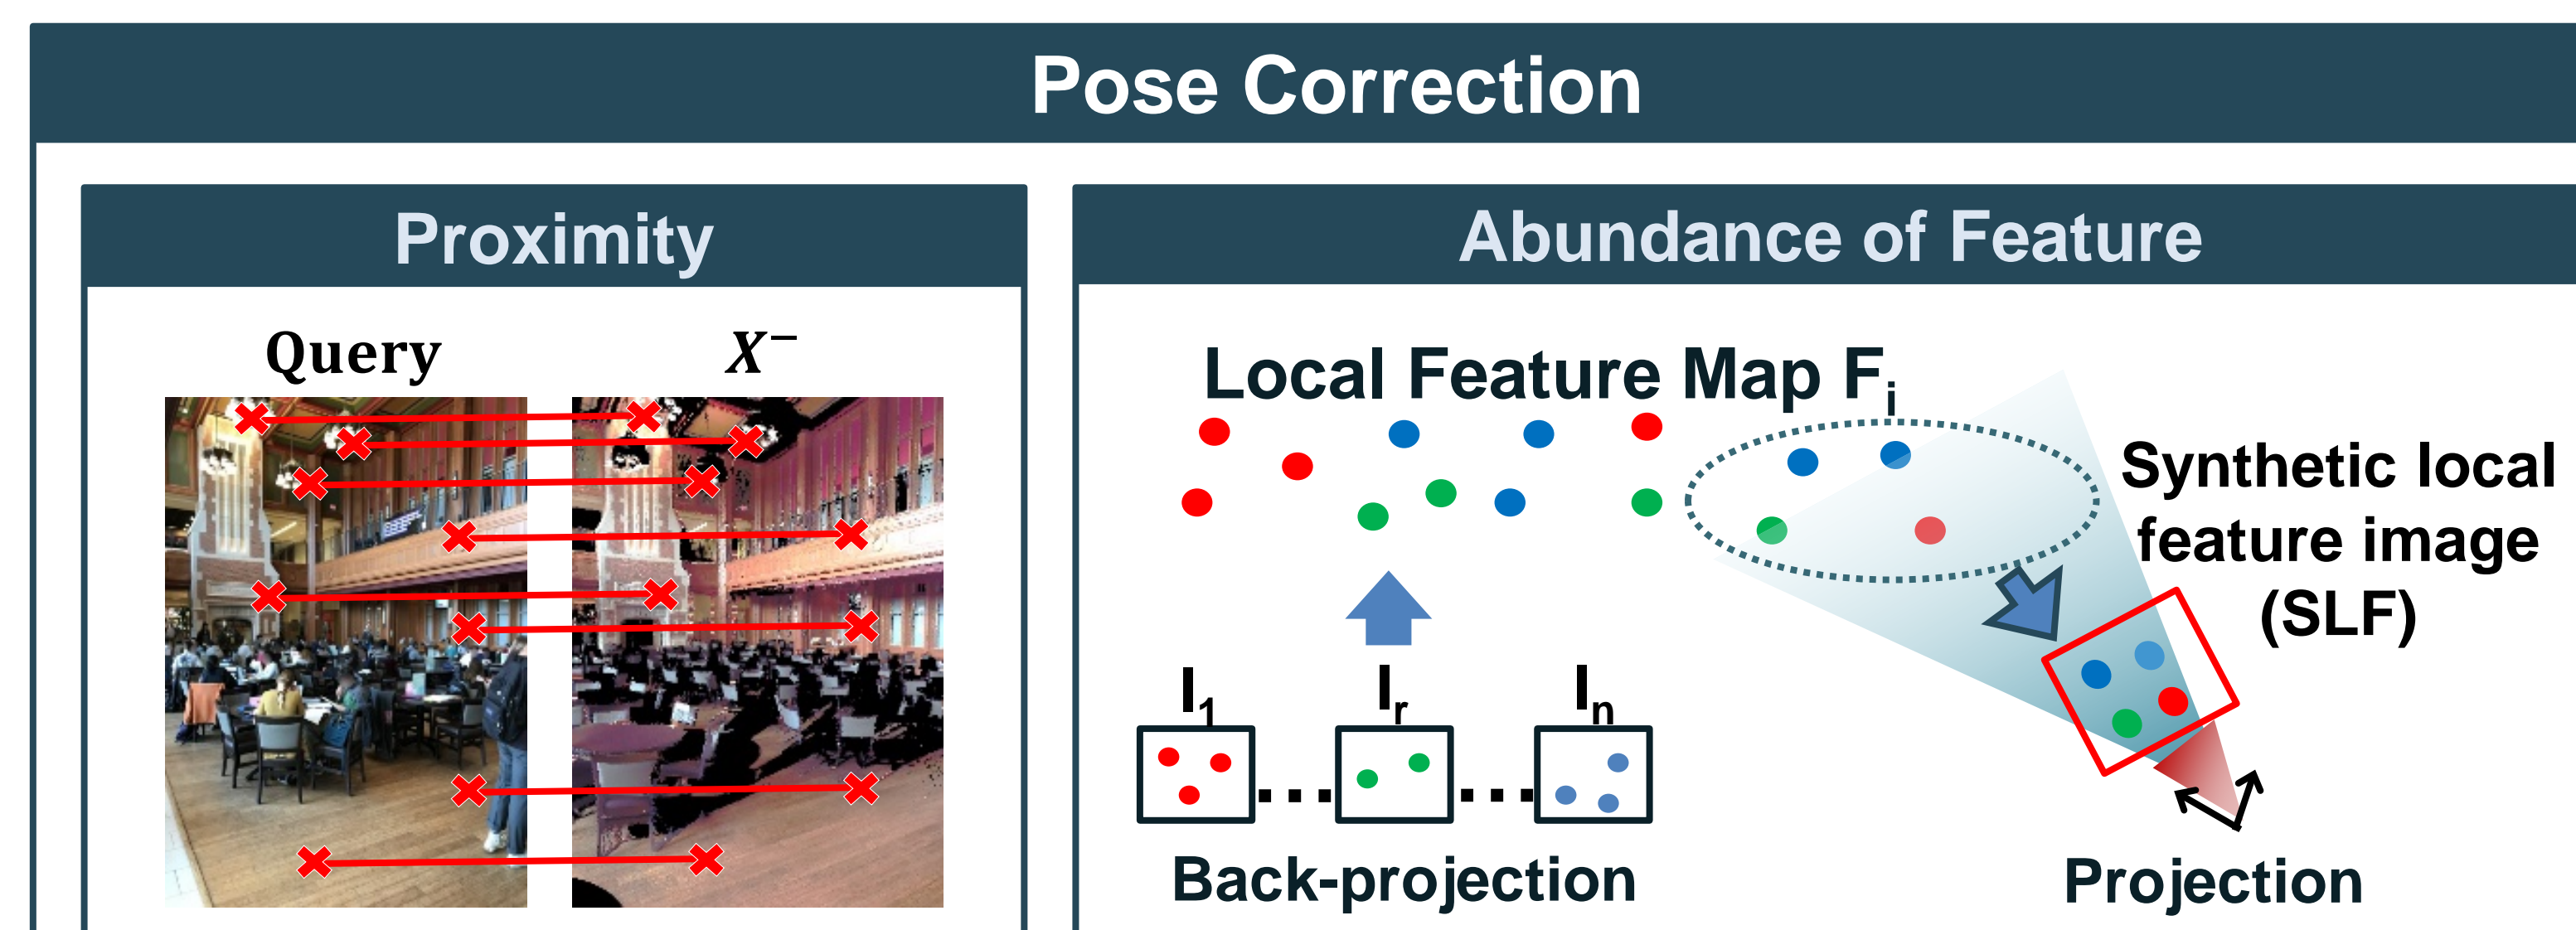 Pose Correction
Proximity
Query
X⁻
Abundance of Feature
Local Feature Map Fᵢ
Synthetic local
feature image
(SLF)
I₁
Iᵣ
Iₙ
...
...
Back-projection
Projection